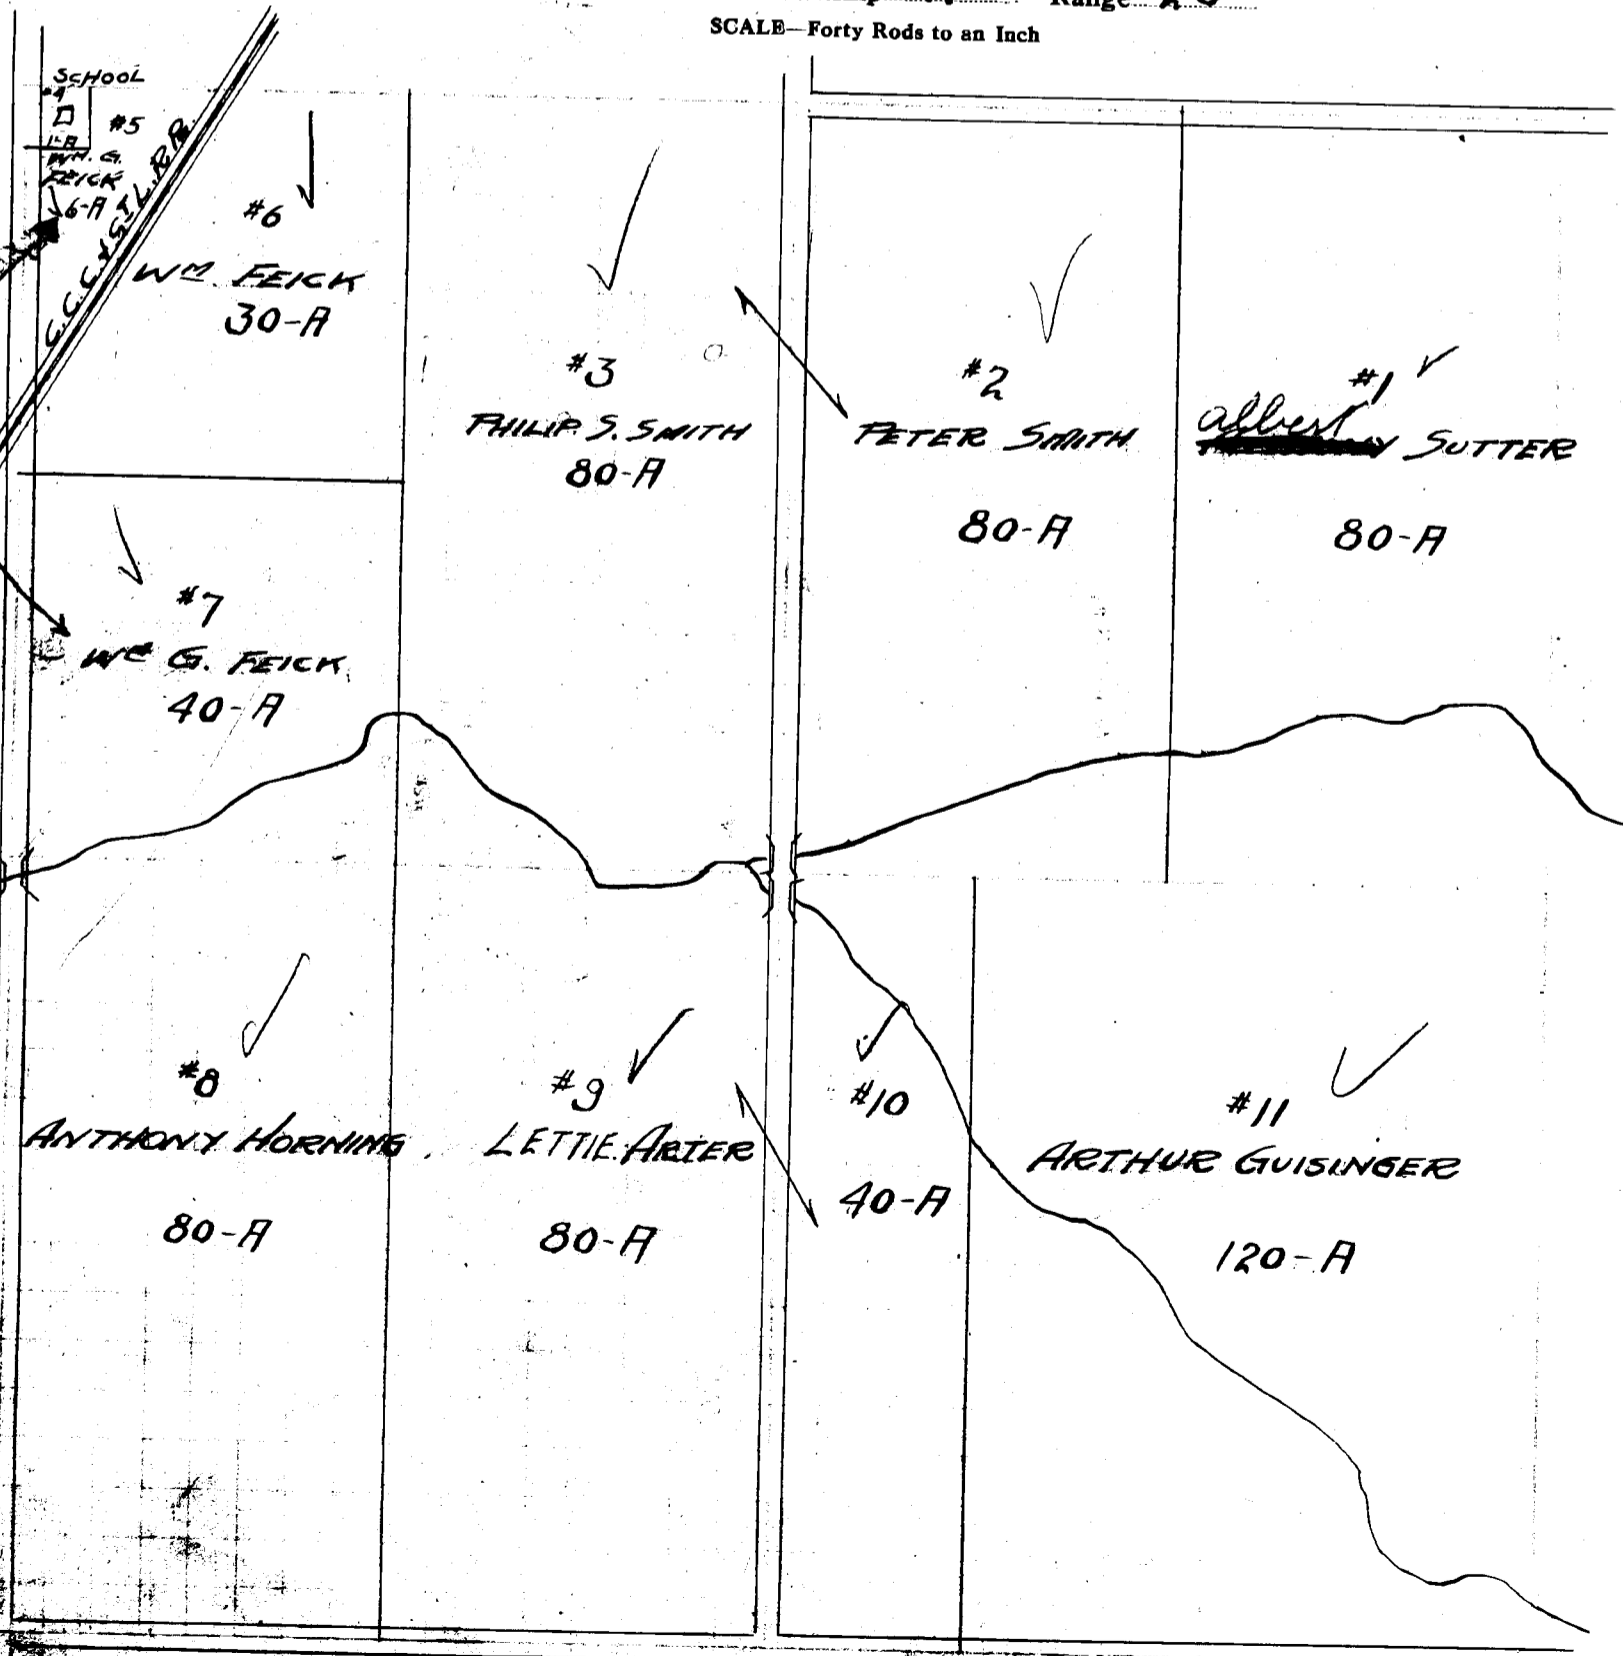 Range
SCALE—Forty Rods to an Inch
SCHOOL
#4
#5
1-A
WM. G.
FEICK
6-A
C.C.C. & ST. L. R.R.
#6
WM. FEICK
30-A
#3
PHILIP. S. SMITH
80-A
#2
PETER SMITH
80-A
#1
albert SUTTER
80-A
#7
WM G. FEICK
40-A
#8
ANTHONY HORNING
80-A
#9
LETTIE ARTER
80-A
#10
40-A
#11
ARTHUR GUISINGER
120-A